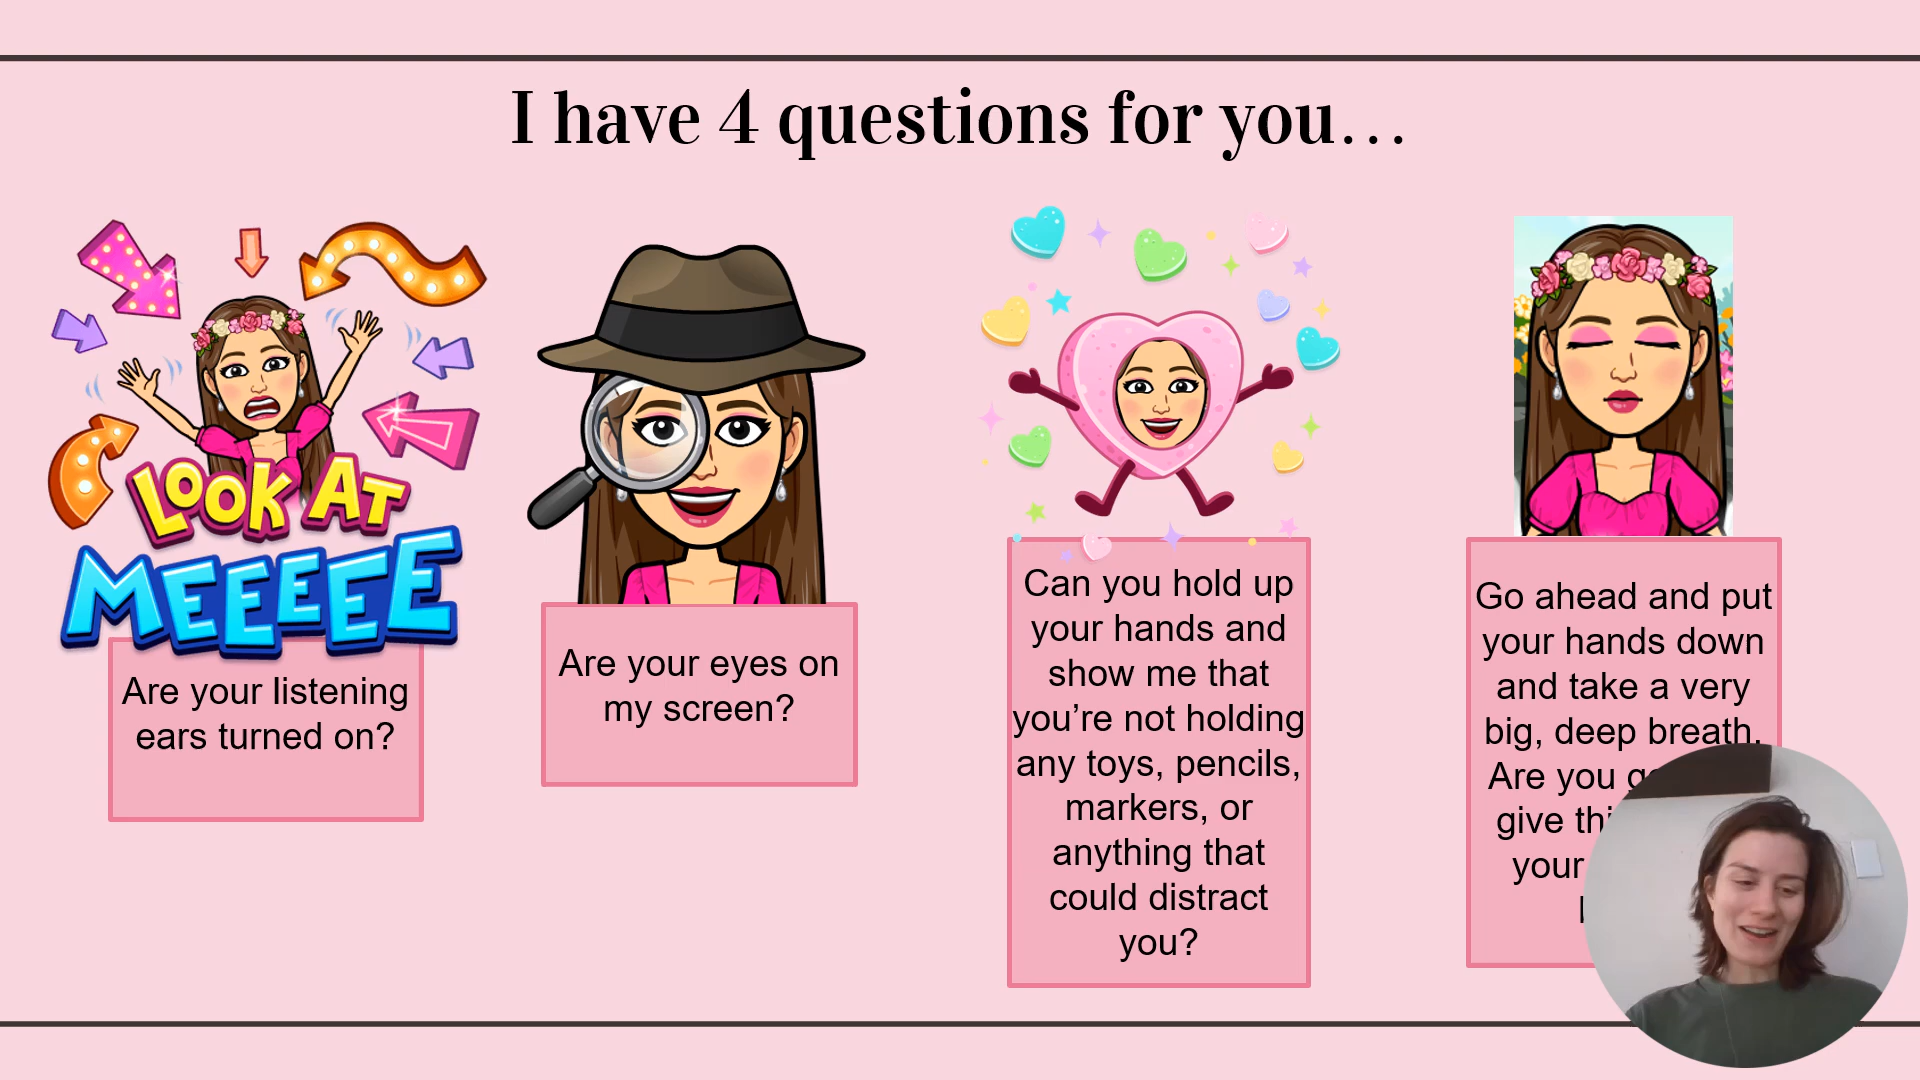 I have 4 questions for you...
LOOK AT
MEEEEE
Are your listening
ears turned on?
Are your eyes on
my screen?
Can you hold up
your hands and
show me that
you’re not holding
any toys, pencils,
markers, or
anything that
could distract
you?
Go ahead and put
your hands down
and take a very
big, deep breath.
Are you
give
your